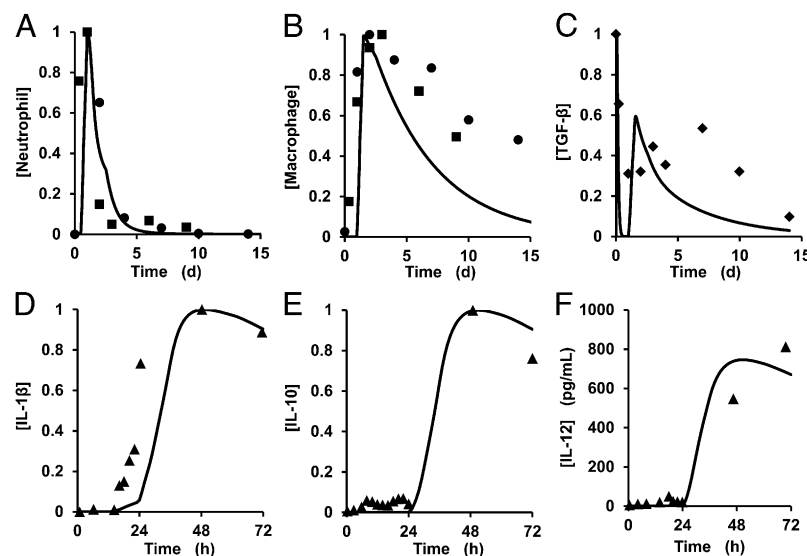 A
B
C
1
0.8
0.6
0.4
0.2
0
[Neutrophil]
0 5 10 15
Time (d)
1
0.8
0.6
0.4
0.2
0
[Macrophage]
0 5 10 15
Time (d)
1
0.8
0.6
0.4
0.2
0
[TGF-β]
0 5 10 15
Time (d)
D
E
F
1
0.8
0.6
0.4
0.2
0
[IL-1β]
0 24 48 72
Time (h)
1
0.8
0.6
0.4
0.2
0
[IL-10]
0 24 48 72
Time (h)
1000
800
600
400
200
0
[IL-12] (pg/mL)
0 24 48 72
Time (h)